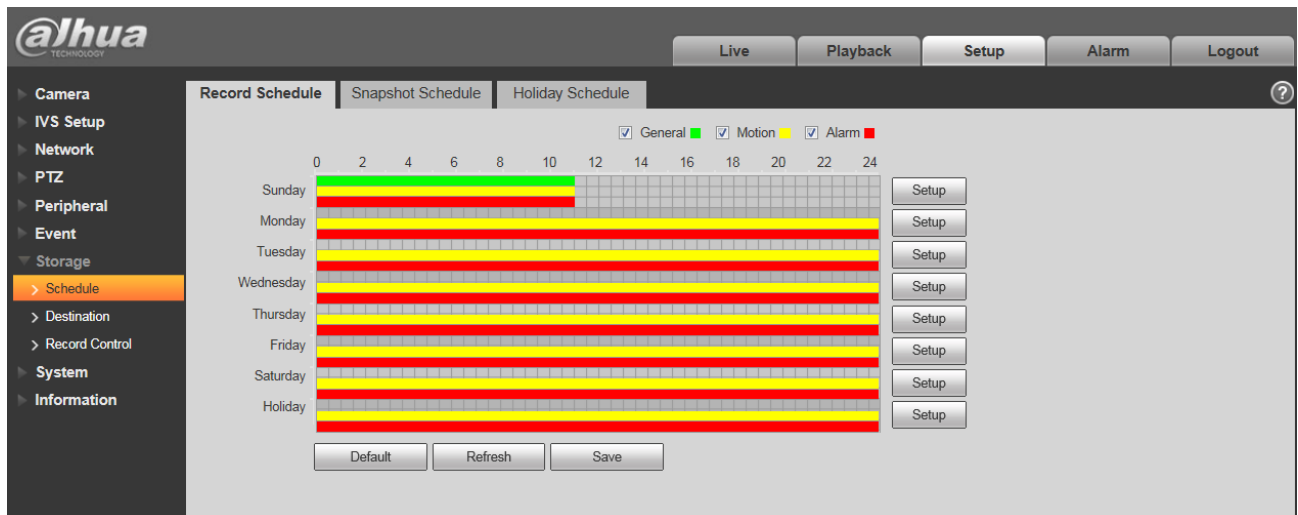 alhua
TECHNOLOGY
Live Playback Setup Alarm Logout
Camera
IVS Setup
Network
PTZ
Peripheral
Event
Storage
Schedule
Destination
Record Control
System
Information
Record Schedule Snapshot Schedule Holiday Schedule ?
General Motion Alarm
0 2 4 6 8 10 12 14 16 18 20 22 24
Sunday Setup
Monday Setup
Tuesday Setup
Wednesday Setup
Thursday Setup
Friday Setup
Saturday Setup
Holiday Setup
Default Refresh Save